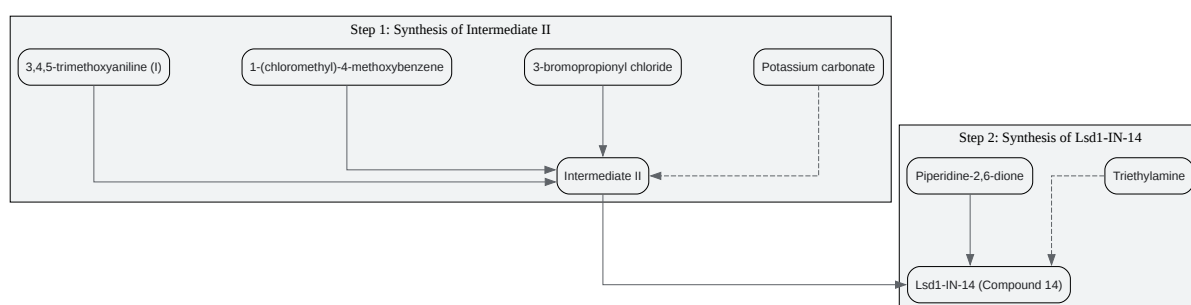 Step 1: Synthesis of Intermediate II
3,4,5-trimethoxyaniline (I)
1-(chloromethyl)-4-methoxybenzene
3-bromopropionyl chloride
Potassium carbonate
Intermediate II
Step 2: Synthesis of Lsd1-IN-14
Piperidine-2,6-dione
Triethylamine
Lsd1-IN-14 (Compound 14)